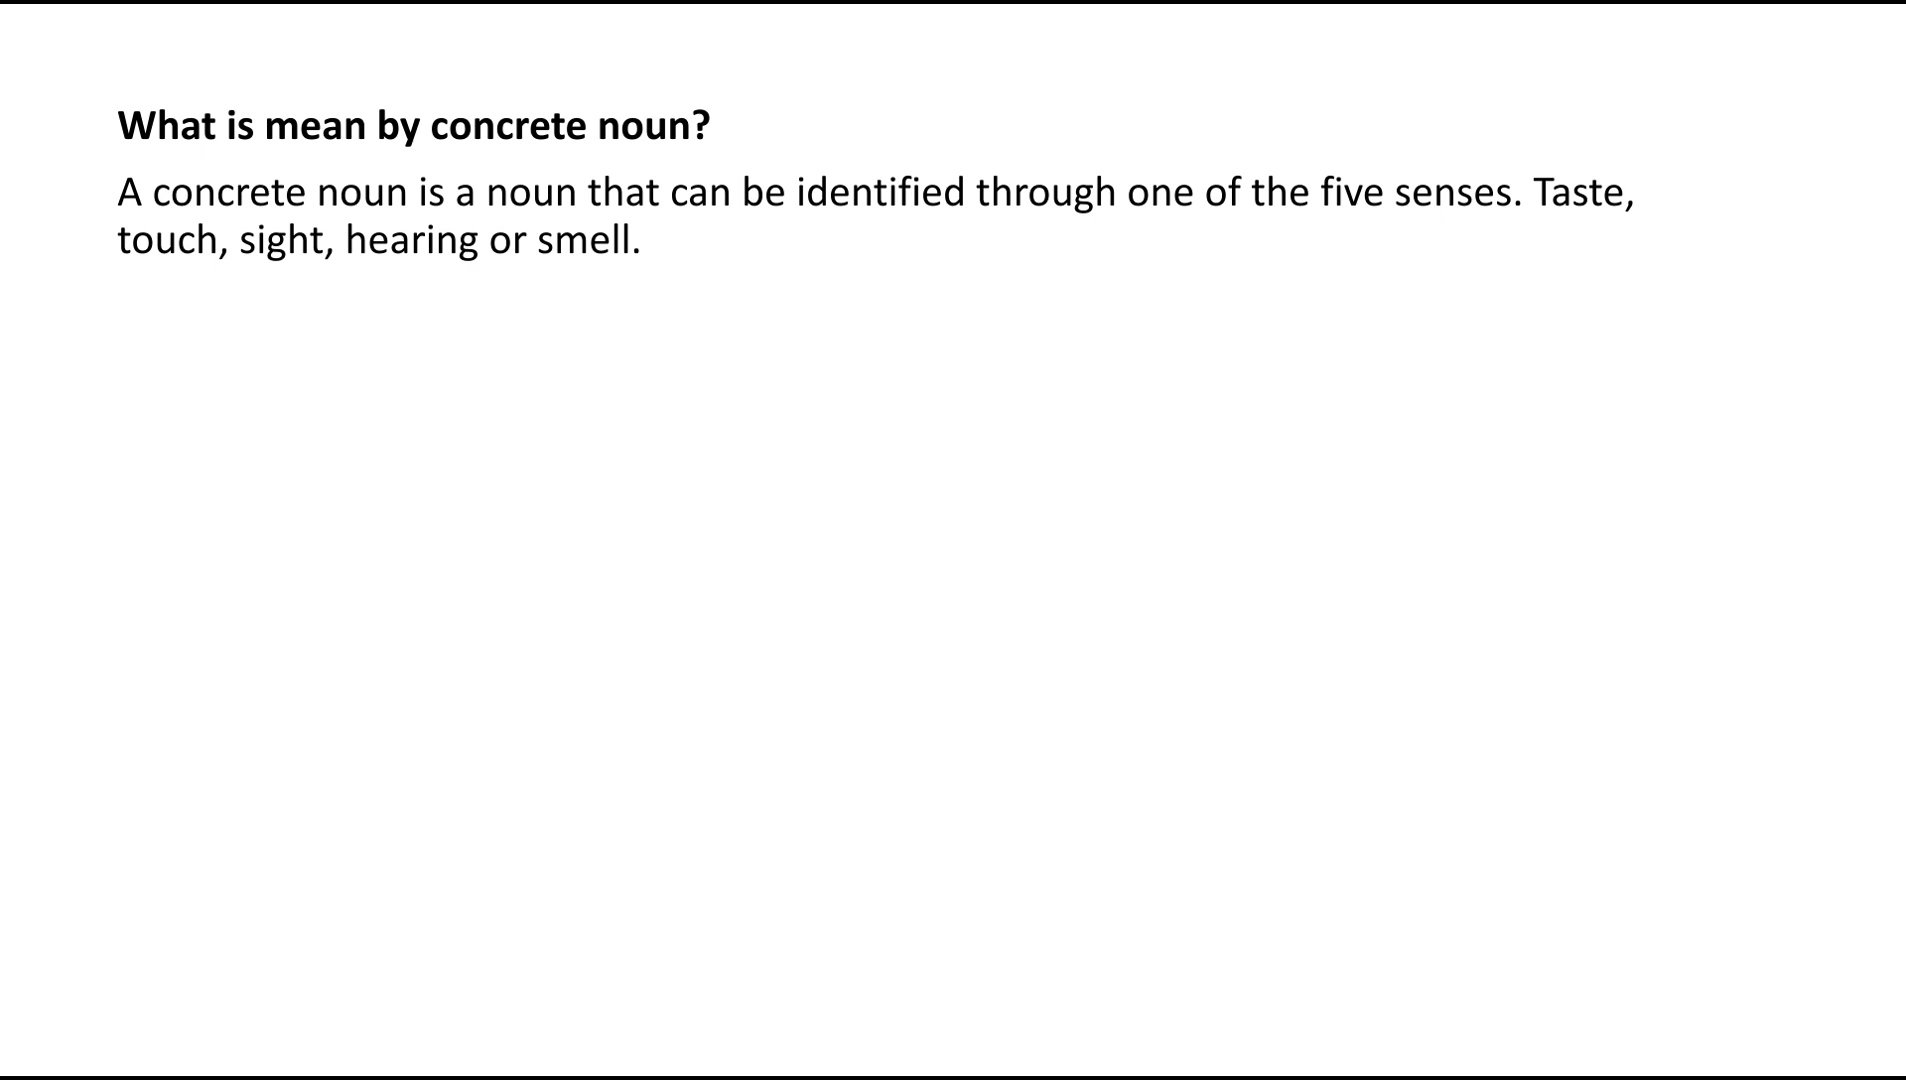 What is mean by concrete noun?
A concrete noun is a noun that can be identified through one of the five senses. Taste,
touch, sight, hearing or smell.